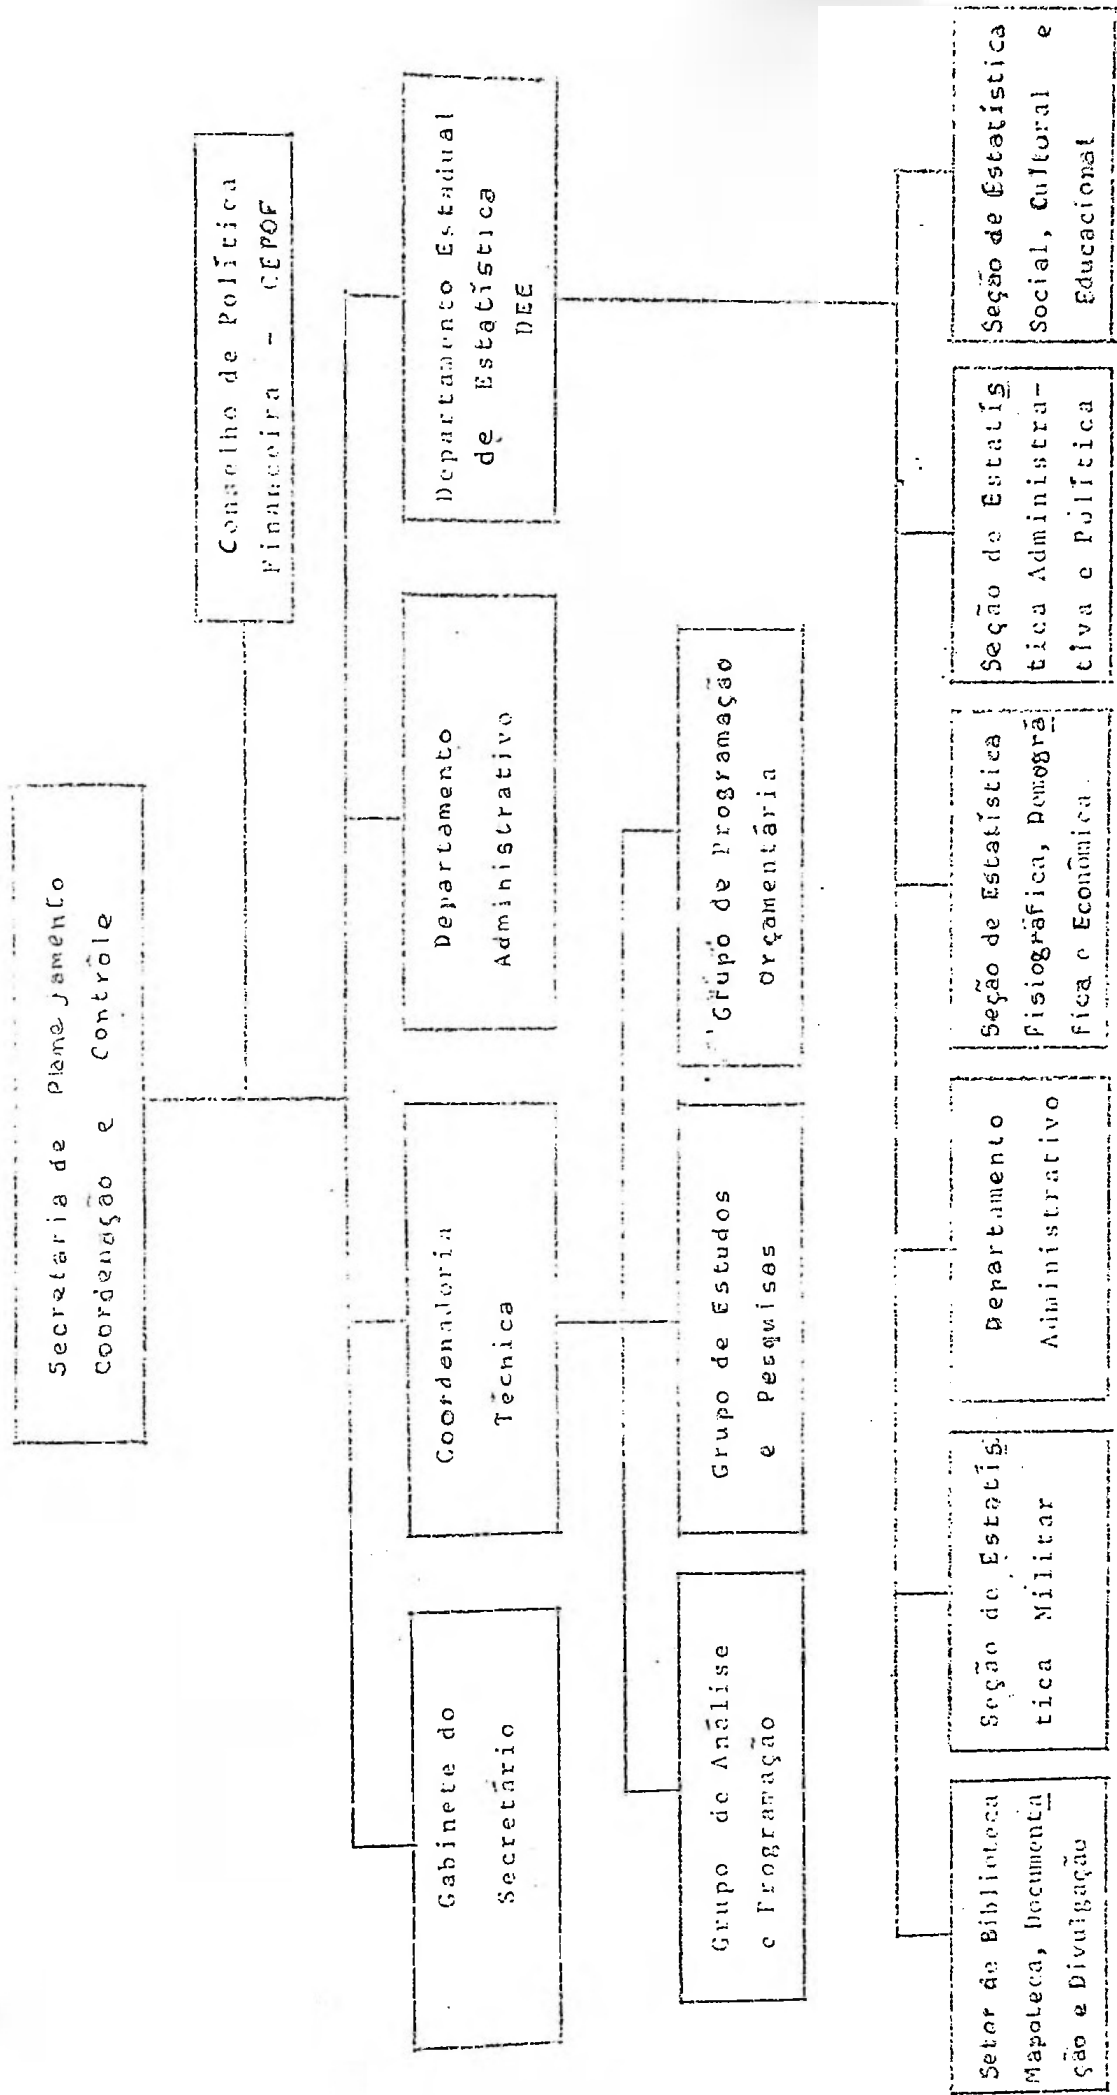 Secretaria de Planejamento
Coordenação e Contrôle
Conselho de Política
Financeira - CEPOF
Gabinete do
Secretário
Coordenadoria
Técnica
Departamento
Administrativo
Departamento Estadual
de Estatística
DEE
Grupo de Análise
e Programação
Grupo de Estudos
e Pesquisas
Grupo de Programação
Orçamentária
Setor de Biblioteca
Mapoteca, Documenta
ção e Divulgação
Seção de Estatís
tica Militar
Departamento
Administrativo
Seção de Estatística
Fisiográfica, Demográ
fica e Econômica.
Seção de Estatís
tica Administra-
tiva e Política
Seção de Estatística
Social, Cultural e
Educacional